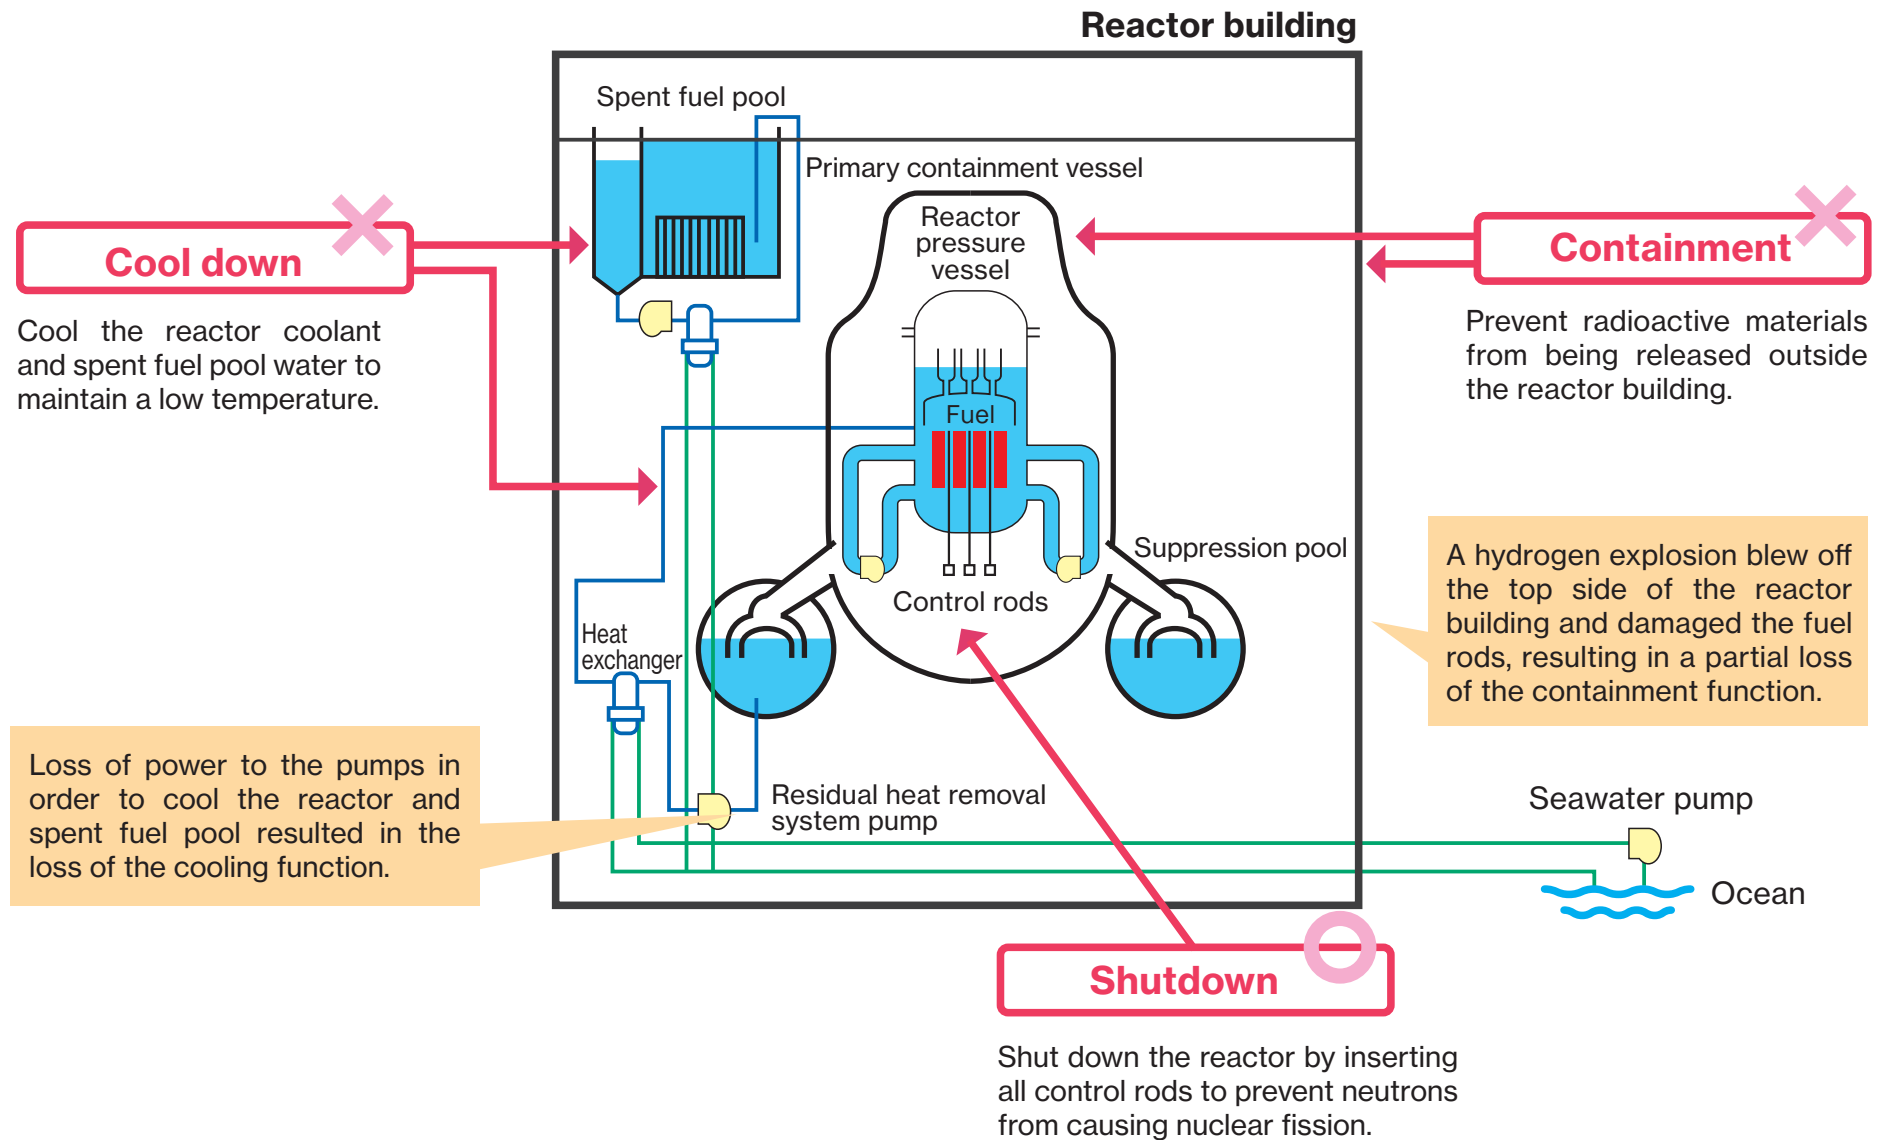 Reactor building
Spent fuel pool
Primary containment vessel
Reactor
pressure
vessel
Cool down
Containment
Cool the reactor coolant
and spent fuel pool water to
maintain a low temperature.
Prevent radioactive materials
from being released outside
the reactor building.
Fuel
Suppression pool
Control rods
A hydrogen explosion blew off
the top side of the reactor
building and damaged the fuel
rods, resulting in a partial loss
of the containment function.
Heat
exchanger
Loss of power to the pumps in
order to cool the reactor and
spent fuel pool resulted in the
loss of the cooling function.
Residual heat removal
system pump
Seawater pump
Ocean
Shutdown
Shut down the reactor by inserting
all control rods to prevent neutrons
from causing nuclear fission.